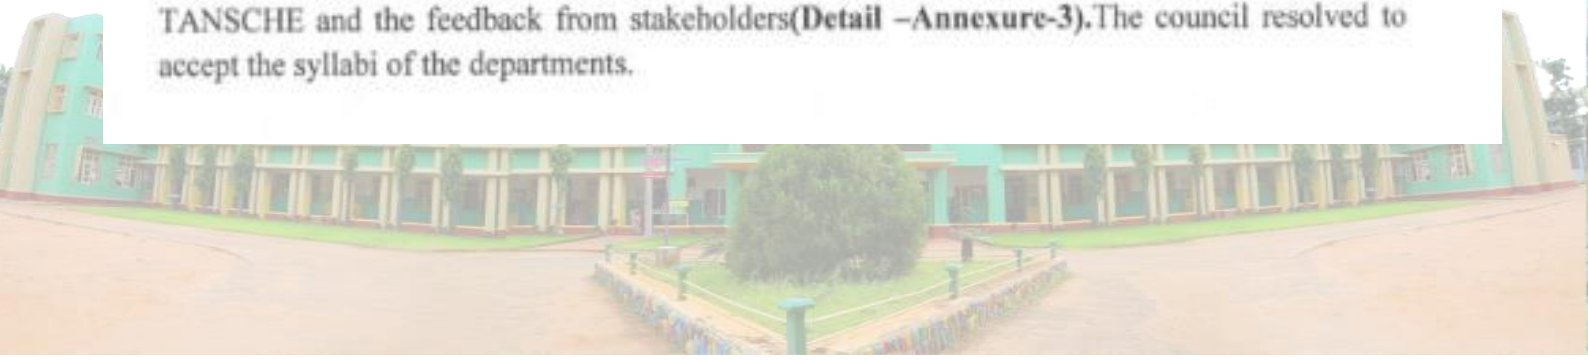 TANSCHE and the feedback from stakeholders(Detail –Annexure-3).The council resolved to
accept the syllabi of the departments.